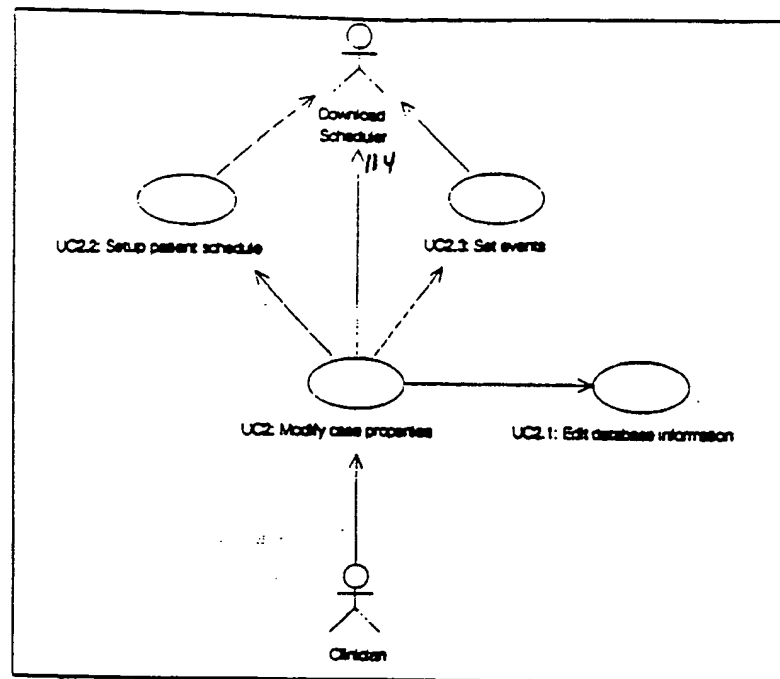 Download
Scheduler
114
UC2.2: Setup patient schedule
UC2.3: Set events
UC2: Modify case properties
UC2.1: Edit database information
Clinician